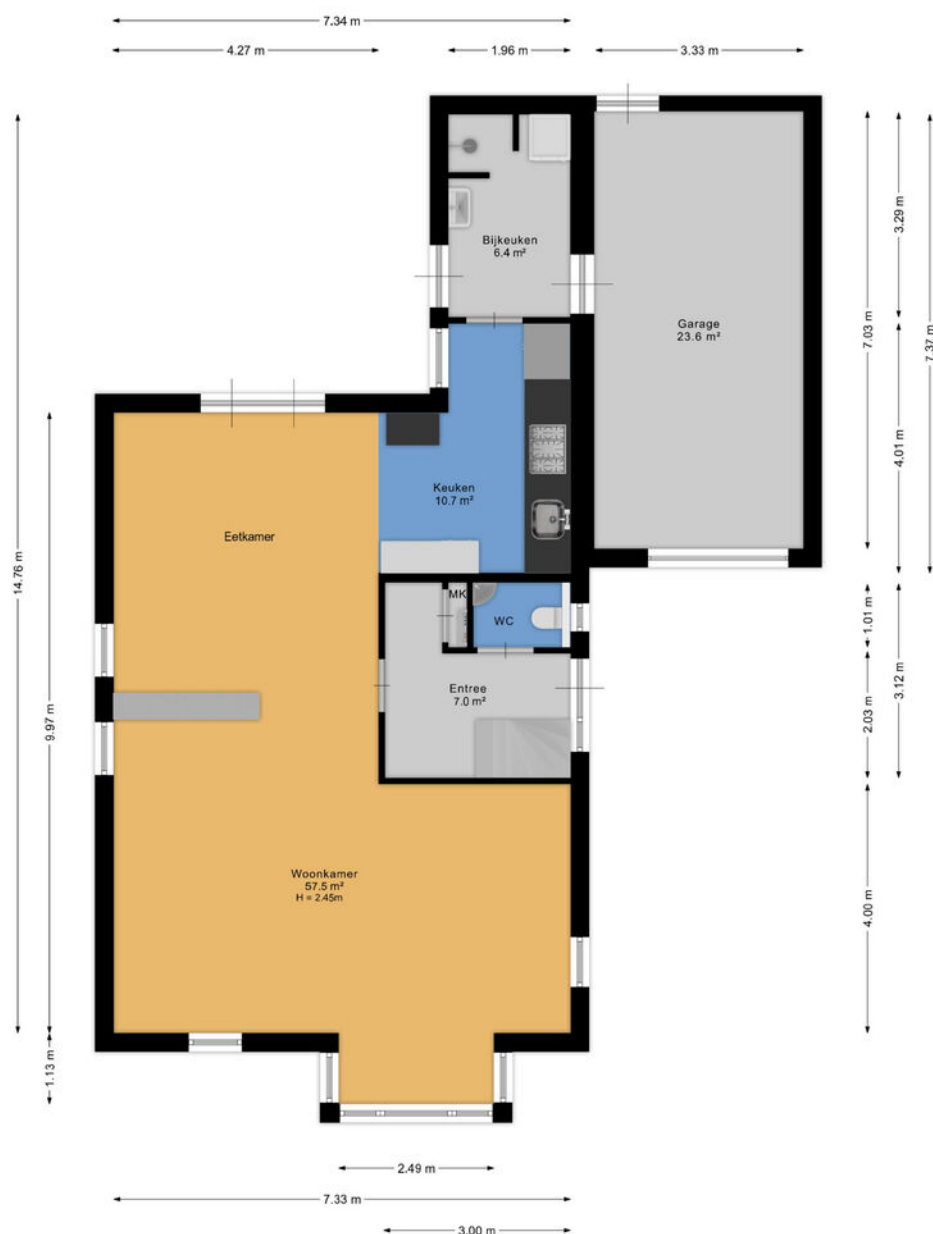 7.34 m
4.27 m
1.96 m
3.33 m
Bijkeuken
6.4 m²
Garage
23.6 m²
3.29 m
7.03 m
7.37 m
4.01 m
Keuken
10.7 m²
Eetkamer
14.76 m
MK
WC
1.01 m
Entree
7.0 m²
3.12 m
2.03 m
9.97 m
Woonkamer
57.5 m²
H = 2.45m
4.00 m
1.13 m
2.49 m
7.33 m
3.00 m